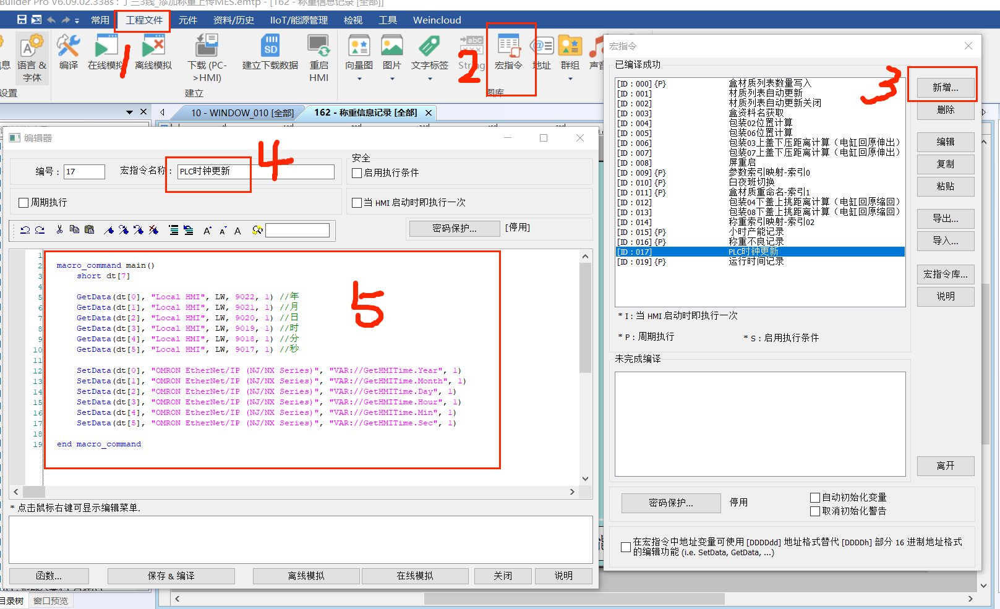 Builder Pro V6.09.02.338s : 丁三3线_添加称重上传MES.emtp - [162 - 称重信息记录 [全部]]
常用 工程文件 元件 资料/历史 IIoT/能源管理 检视 工具 Weincloud
语言 & 字体
编译
在线模拟
离线模拟
下载 (PC->HMI)
建立下载数据
重启 HMI
向量图
图片
文字标签
String
宏指令
地址
群组
声音
设置
建立
图库
1
2
3
4
5
10 - WINDOW_010 [全部]
162 - 称重信息记录 [全部]
编辑器
编号 : 17
宏指令名称 : PLC时钟更新
安全
启用执行条件
周期执行
当 HMI 启动时即执行一次
密码保护... [停用]
1
2 macro_command main()
3 short dt[7]
4
5 GetData(dt[0], "Local HMI", LW, 9022, 1) //年
6 GetData(dt[1], "Local HMI", LW, 9021, 1) //月
7 GetData(dt[2], "Local HMI", LW, 9020, 1) //日
8 GetData(dt[3], "Local HMI", LW, 9019, 1) //时
9 GetData(dt[4], "Local HMI", LW, 9018, 1) //分
10 GetData(dt[5], "Local HMI", LW, 9017, 1) //秒
11
12 SetData(dt[0], "OMRON EtherNet/IP (NJ/NX Series)", "VAR://GetHMITime.Year", 1)
13 SetData(dt[1], "OMRON EtherNet/IP (NJ/NX Series)", "VAR://GetHMITime.Month", 1)
14 SetData(dt[2], "OMRON EtherNet/IP (NJ/NX Series)", "VAR://GetHMITime.Day", 1)
15 SetData(dt[3], "OMRON EtherNet/IP (NJ/NX Series)", "VAR://GetHMITime.Hour", 1)
16 SetData(dt[4], "OMRON EtherNet/IP (NJ/NX Series)", "VAR://GetHMITime.Min", 1)
17 SetData(dt[5], "OMRON EtherNet/IP (NJ/NX Series)", "VAR://GetHMITime.Sec", 1)
18
19 end macro_command
* 点击鼠标右键可显示编辑菜单.
函数... 保存 & 编译 离线模拟 在线模拟 关闭 说明
目录树 窗口预览
宏指令
已编译成功
[ID : 000] {P} 盒材质列表数量写入
[ID : 001] 材质列表自动更新
[ID : 002] 材质列表自动更新关闭
[ID : 003] 盒资料名获取
[ID : 004] 包装02位置计算
[ID : 005] 包装06位置计算
[ID : 006] 包装03上盖下压距离计算（电缸回原伸出）
[ID : 007] 包装07上盖下压距离计算（电缸回原伸出）
[ID : 008] 屏重启
[ID : 009] {P} 参数索引映射-索引0
[ID : 010] {P} 白夜班切换
[ID : 011] {P} 盒材质重命名-索引1
[ID : 012] 包装04下盖上挑距离计算（电缸回原缩回）
[ID : 013] 包装08下盖上挑距离计算（电缸回原缩回）
[ID : 014] 称重索引映射-索引02
[ID : 015] {P} 小时产能记录
[ID : 016] {P} 称重不良记录
[ID : 017] PLC时钟更新
[ID : 019] {P} 运行时间记录
新增...
删除
编辑
复制
粘贴
导出...
导入...
宏指令库...
说明
* I : 当 HMI 启动时即执行一次
* P : 周期执行
* S : 启用执行条件
未完成编译
离开
密码保护... 停用
自动初始化变量
取消初始化警告
在宏指令中地址变量可使用 [DDDDdd] 地址格式替代 [DDDDh] 部分 16 进制地址格式
的编辑功能 (i.e. SetData, GetData, ...)